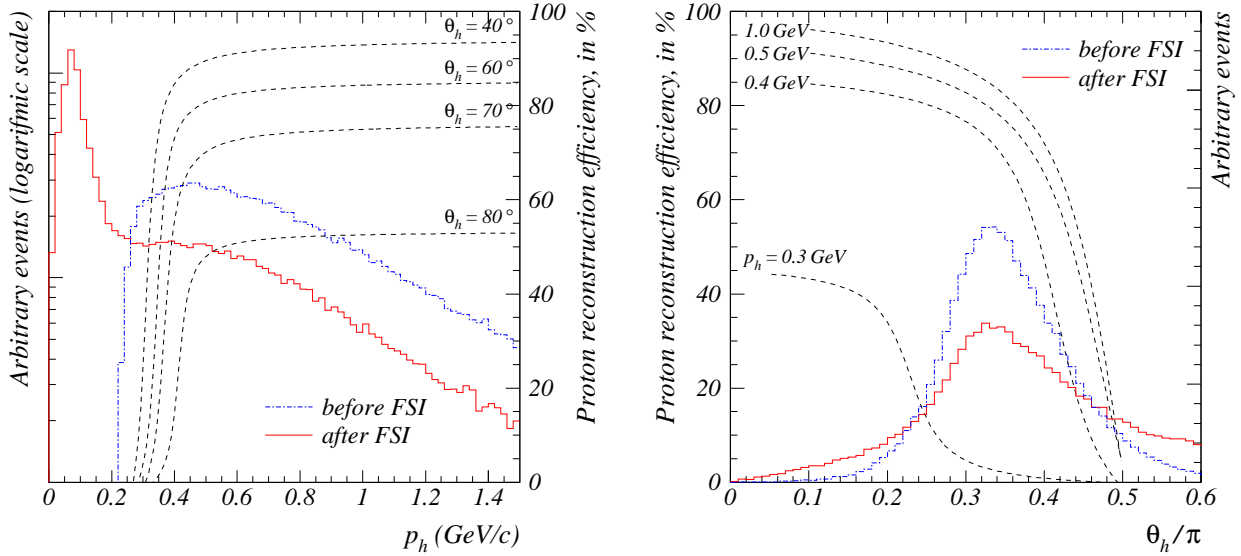 Arbitrary events (logarifmic scale)
100
80
60
40
20
0
Proton reconstruction efficiency, in %
θh = 40°
θh = 60°
θh = 70°
θh = 80°
before FSI
after FSI
0 0.2 0.4 0.6 0.8 1 1.2 1.4
ph (GeV/c)
Proton reconstruction efficiency, in %
100
80
60
40
20
0
1.0 GeV
0.5 GeV
0.4 GeV
ph = 0.3 GeV
before FSI
after FSI
Arbitrary events
0 0.1 0.2 0.3 0.4 0.5 0.6
θh/π